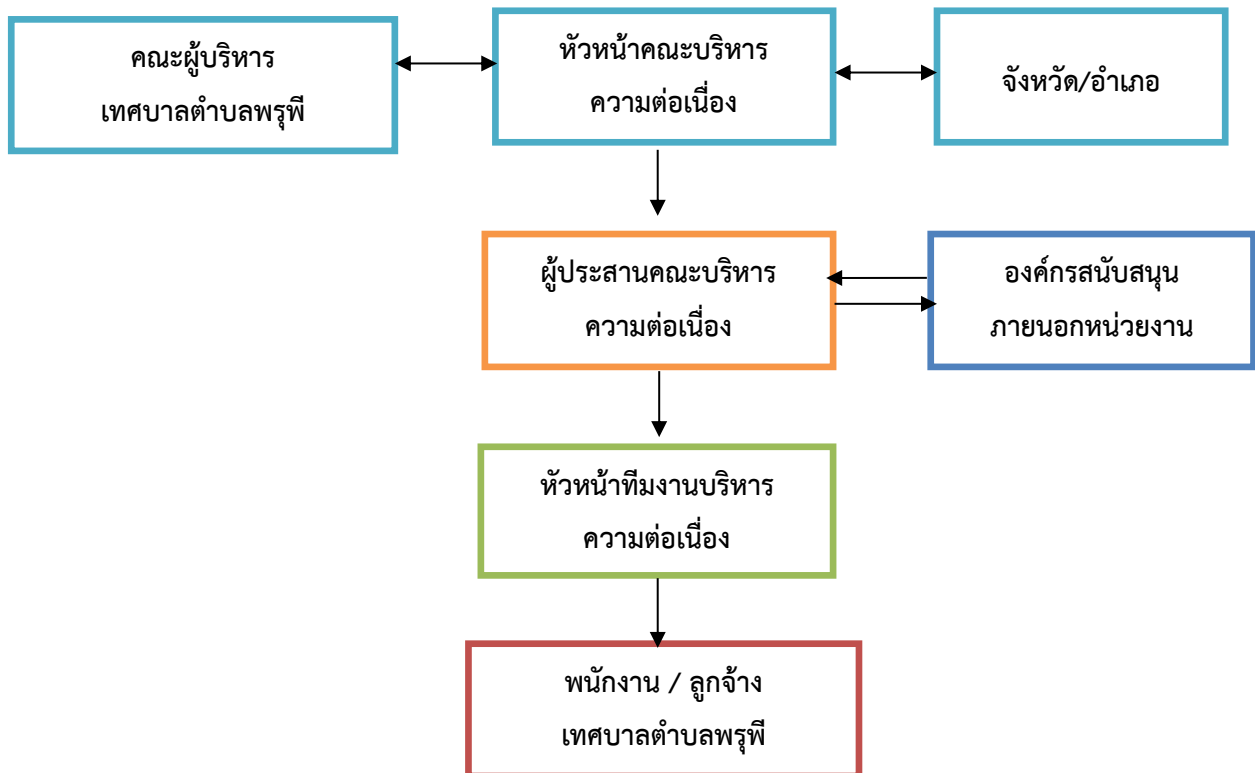 คณะผู้บริหาร
เทศบาลตำบลพรุพี
หัวหน้าคณะบริหาร
ความต่อเนื่อง
จังหวัด/อำเภอ
ผู้ประสานคณะบริหาร
ความต่อเนื่อง
องค์กรสนับสนุน
ภายนอกหน่วยงาน
หัวหน้าทีมงานบริหาร
ความต่อเนื่อง
พนักงาน / ลูกจ้าง
เทศบาลตำบลพรุพี